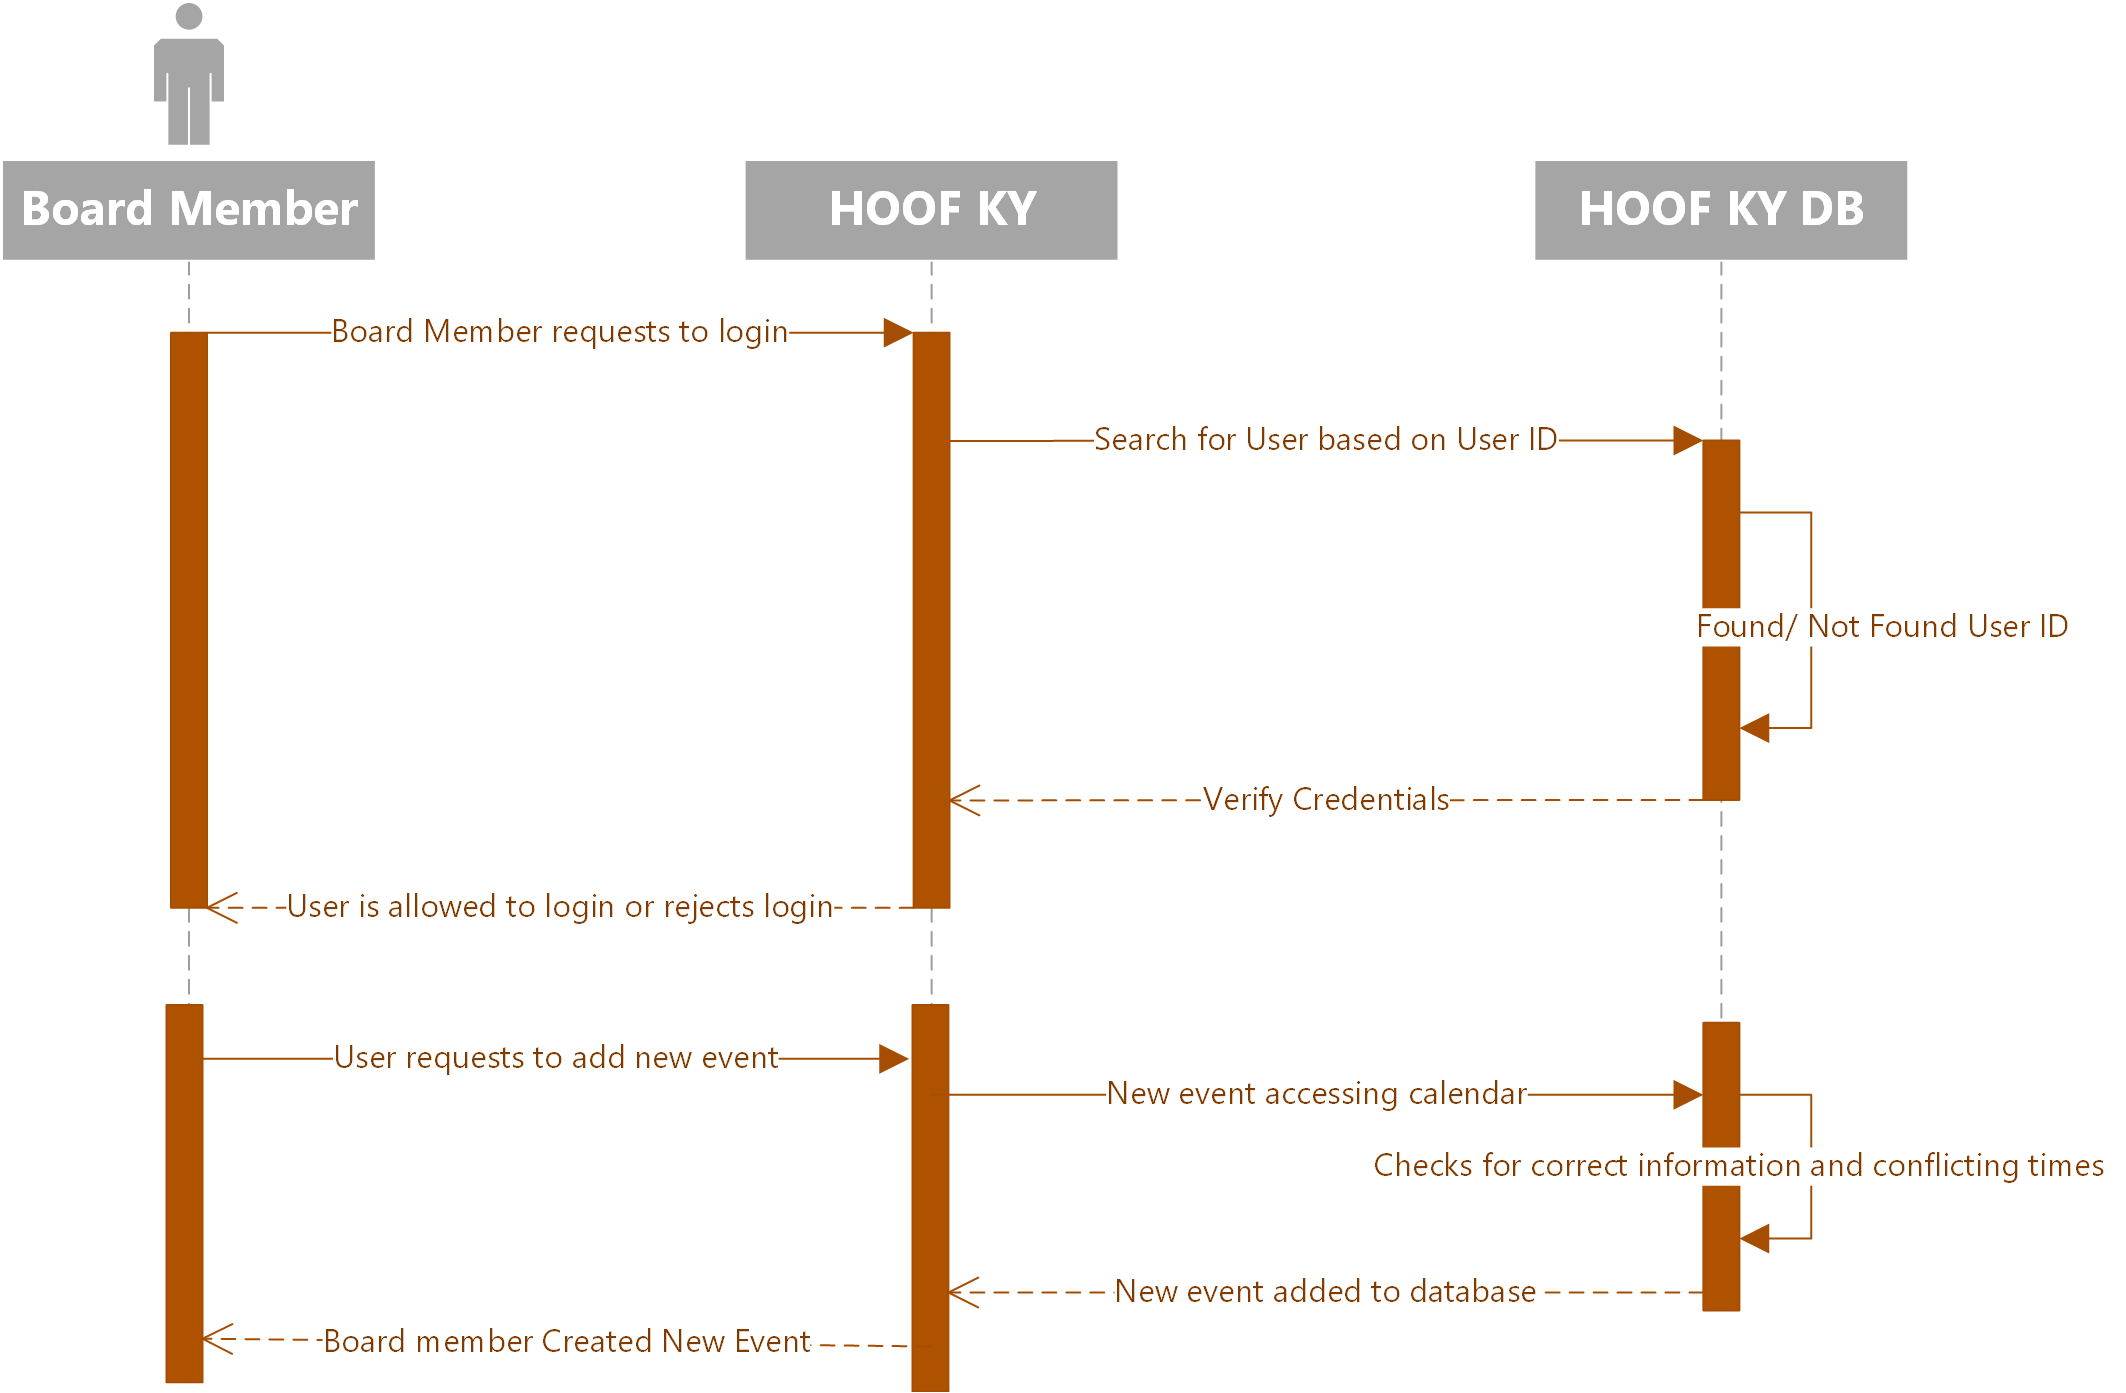 Board Member
HOOF KY
HOOF KY DB
Board Member requests to login
Search for User based on User ID
Found/ Not Found User ID
Verify Credentials
User is allowed to login or rejects login
User requests to add new event
New event accessing calendar
Checks for correct information and conflicting times
New event added to database
Board member Created New Event